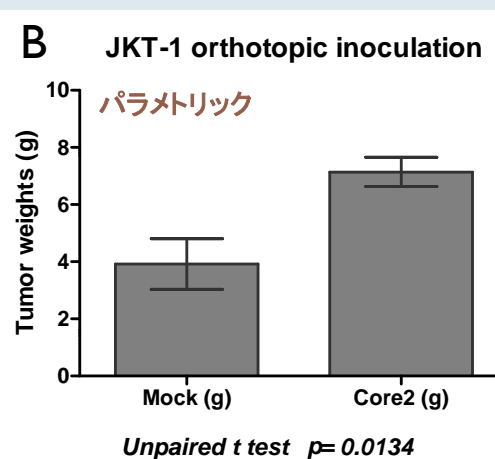 B JKT-1 orthotopic inoculation
パラメトリック
Tumor weights (g)
10
8
6
4
2
0
Mock (g) Core2 (g)
Unpaired t test p= 0.0134